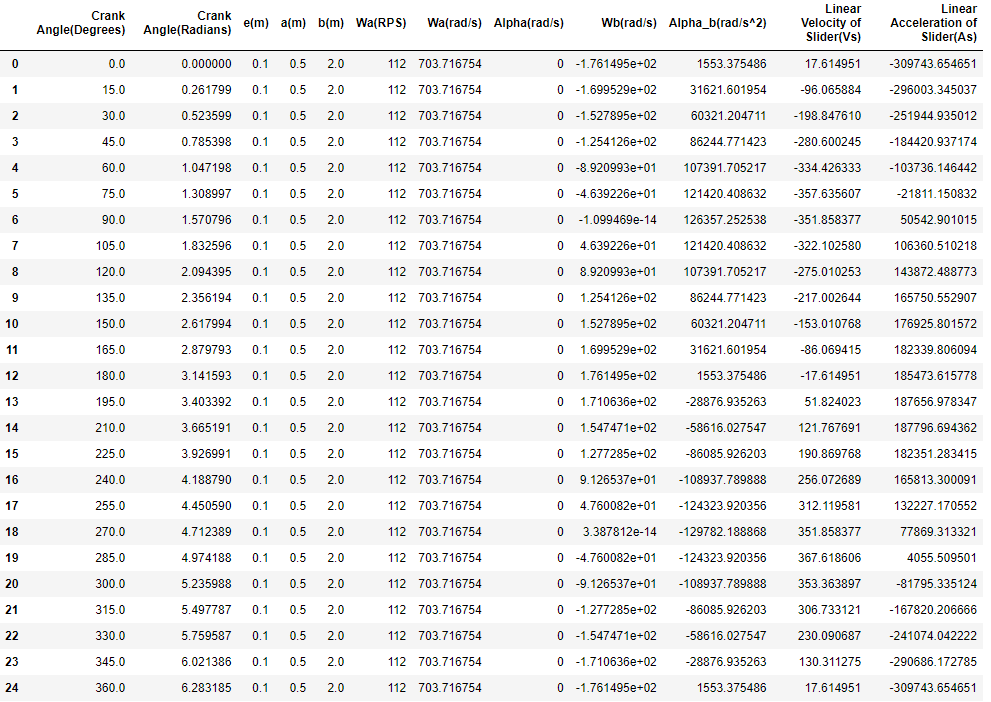 Crank Angle(Degrees) Crank Angle(Radians) e(m) a(m) b(m) Wa(RPS) Wa(rad/s) Alpha(rad/s) Wb(rad/s) Alpha_b(rad/s^2) Linear Velocity of Slider(Vs) Linear Acceleration of Slider(As)
0 0.0 0.000000 0.1 0.5 2.0 112 703.716754 0 -1.761495e+02 1553.375486 17.614951 -309743.654651
1 15.0 0.261799 0.1 0.5 2.0 112 703.716754 0 -1.699529e+02 31621.601954 -96.065884 -296003.345037
2 30.0 0.523599 0.1 0.5 2.0 112 703.716754 0 -1.527895e+02 60321.204711 -198.847610 -251944.935012
3 45.0 0.785398 0.1 0.5 2.0 112 703.716754 0 -1.254126e+02 86244.771423 -280.600245 -184420.937174
4 60.0 1.047198 0.1 0.5 2.0 112 703.716754 0 -8.920993e+01 107391.705217 -334.426333 -103736.146442
5 75.0 1.308997 0.1 0.5 2.0 112 703.716754 0 -4.639226e+01 121420.408632 -357.635607 -21811.150832
6 90.0 1.570796 0.1 0.5 2.0 112 703.716754 0 -1.099469e-14 126357.252538 -351.858377 50542.901015
7 105.0 1.832596 0.1 0.5 2.0 112 703.716754 0 4.639226e+01 121420.408632 -322.102580 106360.510218
8 120.0 2.094395 0.1 0.5 2.0 112 703.716754 0 8.920993e+01 107391.705217 -275.010253 143872.488773
9 135.0 2.356194 0.1 0.5 2.0 112 703.716754 0 1.254126e+02 86244.771423 -217.002644 165750.552907
10 150.0 2.617994 0.1 0.5 2.0 112 703.716754 0 1.527895e+02 60321.204711 -153.010768 176925.801572
11 165.0 2.879793 0.1 0.5 2.0 112 703.716754 0 1.699529e+02 31621.601954 -86.069415 182339.806094
12 180.0 3.141593 0.1 0.5 2.0 112 703.716754 0 1.761495e+02 1553.375486 -17.614951 185473.615778
13 195.0 3.403392 0.1 0.5 2.0 112 703.716754 0 1.710636e+02 -28876.935263 51.824023 187656.978347
14 210.0 3.665191 0.1 0.5 2.0 112 703.716754 0 1.547471e+02 -58616.027547 121.767691 187796.694362
15 225.0 3.926991 0.1 0.5 2.0 112 703.716754 0 1.277285e+02 -86085.926203 190.869768 182351.283415
16 240.0 4.188790 0.1 0.5 2.0 112 703.716754 0 9.126537e+01 -108937.789888 256.072689 165813.300091
17 255.0 4.450590 0.1 0.5 2.0 112 703.716754 0 4.760082e+01 -124323.920356 312.119581 132227.170552
18 270.0 4.712389 0.1 0.5 2.0 112 703.716754 0 3.387812e-14 -129782.188868 351.858377 77869.313321
19 285.0 4.974188 0.1 0.5 2.0 112 703.716754 0 -4.760082e+01 -124323.920356 367.618606 4055.509501
20 300.0 5.235988 0.1 0.5 2.0 112 703.716754 0 -9.126537e+01 -108937.789888 353.363897 -81795.335124
21 315.0 5.497787 0.1 0.5 2.0 112 703.716754 0 -1.277285e+02 -86085.926203 306.733121 -167820.206666
22 330.0 5.759587 0.1 0.5 2.0 112 703.716754 0 -1.547471e+02 -58616.027547 230.090687 -241074.042222
23 345.0 6.021386 0.1 0.5 2.0 112 703.716754 0 -1.710636e+02 -28876.935263 130.311275 -290686.172785
24 360.0 6.283185 0.1 0.5 2.0 112 703.716754 0 -1.761495e+02 1553.375486 17.614951 -309743.654651